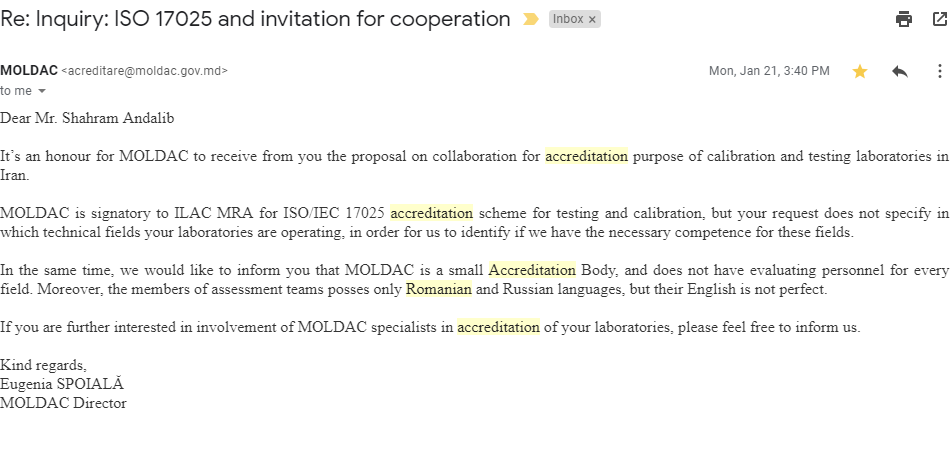 Re: Inquiry: ISO 17025 and invitation for cooperation Inbox x
MOLDAC <acreditare@moldac.gov.md> Mon, Jan 21, 3:40 PM
to me
Dear Mr. Shahram Andalib
It's an honour for MOLDAC to receive from you the proposal on collaboration for accreditation purpose of calibration and testing laboratories in
Iran.
MOLDAC is signatory to ILAC MRA for ISO/IEC 17025 accreditation scheme for testing and calibration, but your request does not specify in
which technical fields your laboratories are operating, in order for us to identify if we have the necessary competence for these fields.
In the same time, we would like to inform you that MOLDAC is a small Accreditation Body, and does not have evaluating personnel for every
field. Moreover, the members of assessment teams posses only Romanian and Russian languages, but their English is not perfect.
If you are further interested in involvement of MOLDAC specialists in accreditation of your laboratories, please feel free to inform us.
Kind regards,
Eugenia SPOIALĂ
MOLDAC Director